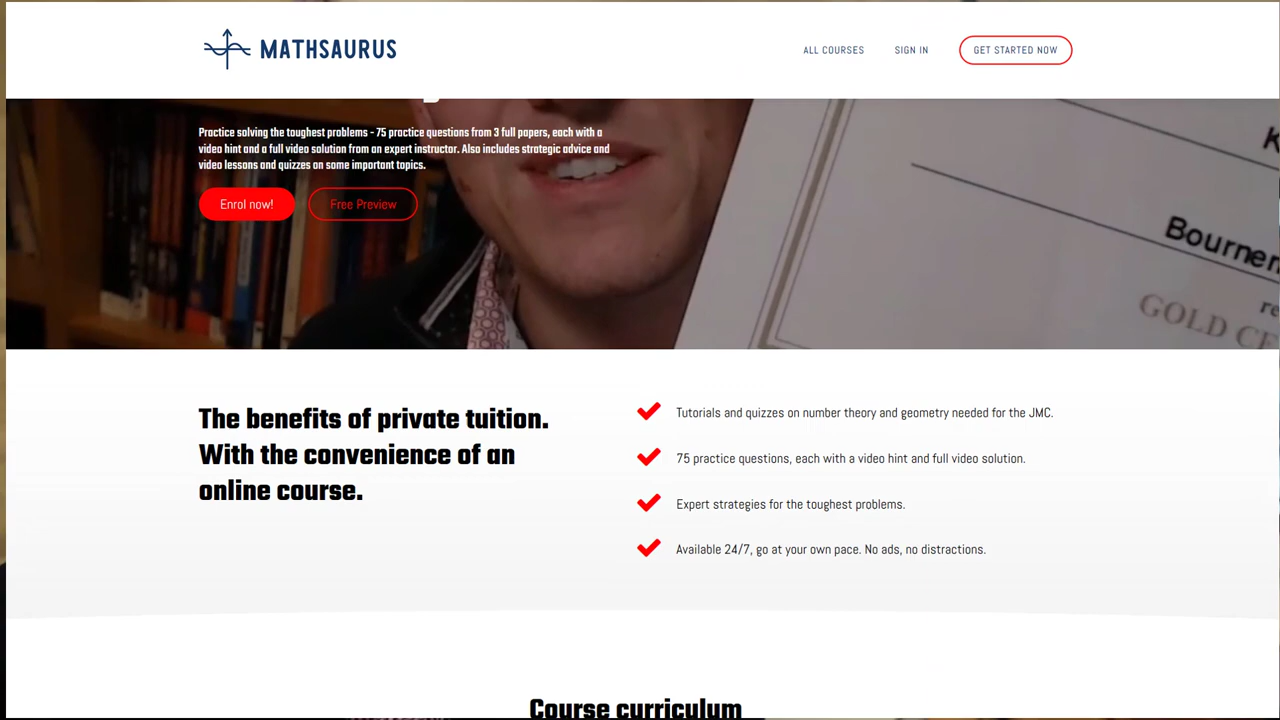 MATHSAURUS
ALL COURSES
SIGN IN
GET STARTED NOW
Practice solving the toughest problems - 75 practice questions from 3 full papers, each with a
video hint and a full video solution from an expert instructor. Also includes strategic advice and
video lessons and quizzes on some important topics.
Enrol now!
Free Preview
K
Bournem
re
GOLD CE
The benefits of private tuition.
With the convenience of an
online course.
Tutorials and quizzes on number theory and geometry needed for the JMC.
75 practice questions, each with a video hint and full video solution.
Expert strategies for the toughest problems.
Available 24/7, go at your own pace. No ads, no distractions.
Course curriculum